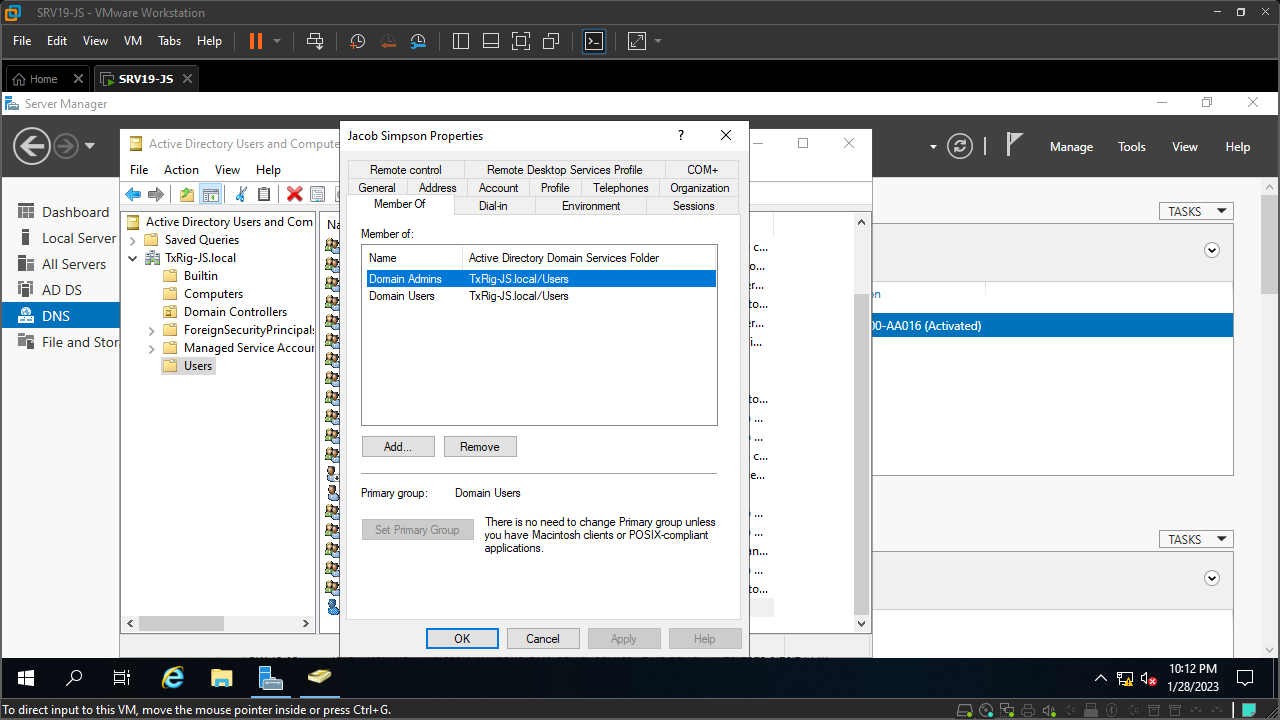 SRV19-JS - VMware Workstation
File Edit View VM Tabs Help
Home
SRV19-JS
Server Manager
Manage Tools View Help
Dashboard
Local Server
All Servers
AD DS
DNS
File and Stor
Active Directory Users and Compute
File Action View Help
Active Directory Users and Com
Saved Queries
TxRig-JS.local
Builtin
Computers
Domain Controllers
ForeignSecurityPrincipals
Managed Service Accour
Users
Jacob Simpson Properties
?
Remote control Remote Desktop Services Profile COM+
General Address Account Profile Telephones Organization
Member Of Dial-in Environment Sessions
Member of:
Name Active Directory Domain Services Folder
Domain Admins TxRig-JS.local/Users
Domain Users TxRig-JS.local/Users
Add... Remove
Primary group: Domain Users
Set Primary Group
There is no need to change Primary group unless
you have Macintosh clients or POSIX-compliant
applications.
OK Cancel Apply Help
c...
o...
er...
to...
er...
i...
to...
o ...
o ...
c...
e...
o ...
o ...
an...
o ...
to...
TASKS
on
00-AA016 (Activated)
TASKS
10:12 PM
1/28/2023
To direct input to this VM, move the mouse pointer inside or press Ctrl+G.